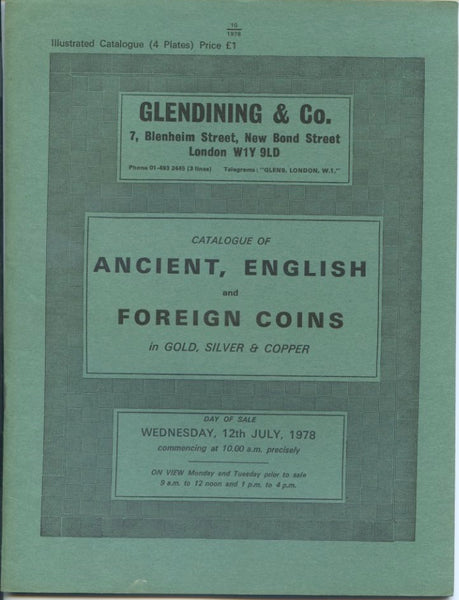 10
1978
Illustrated Catalogue (4 Plates) Price £1
GLENDINING & Co.
7, Blenheim Street, New Bond Street
London W1Y 9LD
Phone 01-493 2445 (3 lines) Telegrams: "GLENS, LONDON, W.1."
CATALOGUE OF
ANCIENT, ENGLISH
and
FOREIGN COINS
in GOLD, SILVER & COPPER
DAY OF SALE
WEDNESDAY, 12th JULY, 1978
commencing at 10.00 a.m. precisely
ON VIEW Monday and Tuesday prior to sale
9 a.m. to 12 noon and 1 p.m. to 4 p.m.